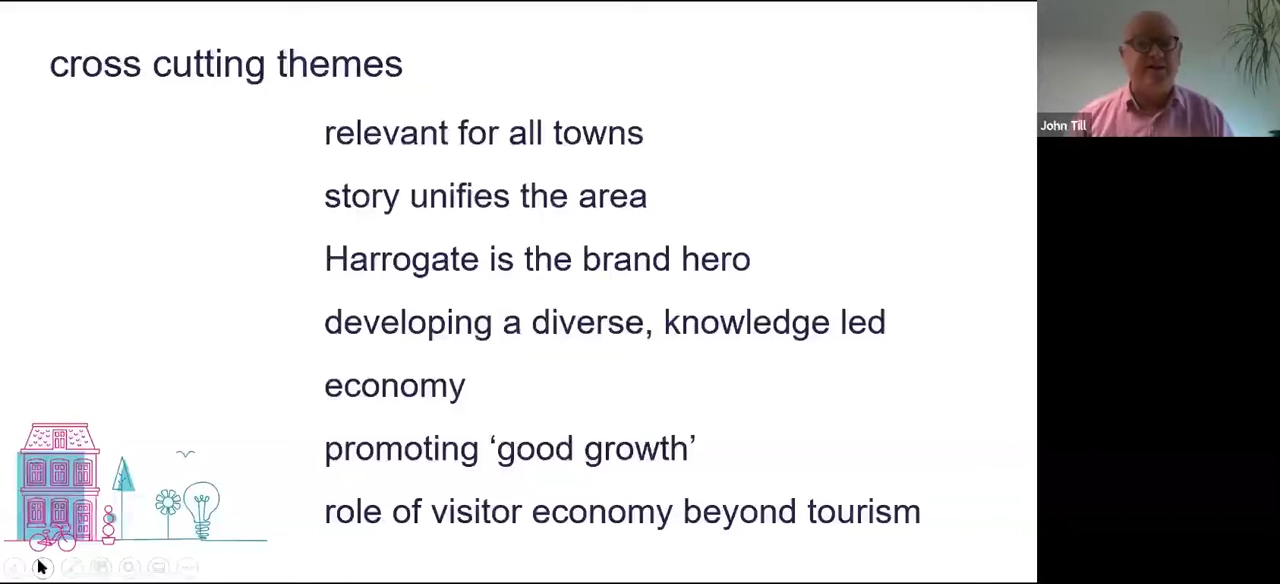 cross cutting themes
relevant for all towns
story unifies the area
Harrogate is the brand hero
developing a diverse, knowledge led
economy
promoting ‘good growth’
role of visitor economy beyond tourism
John Till